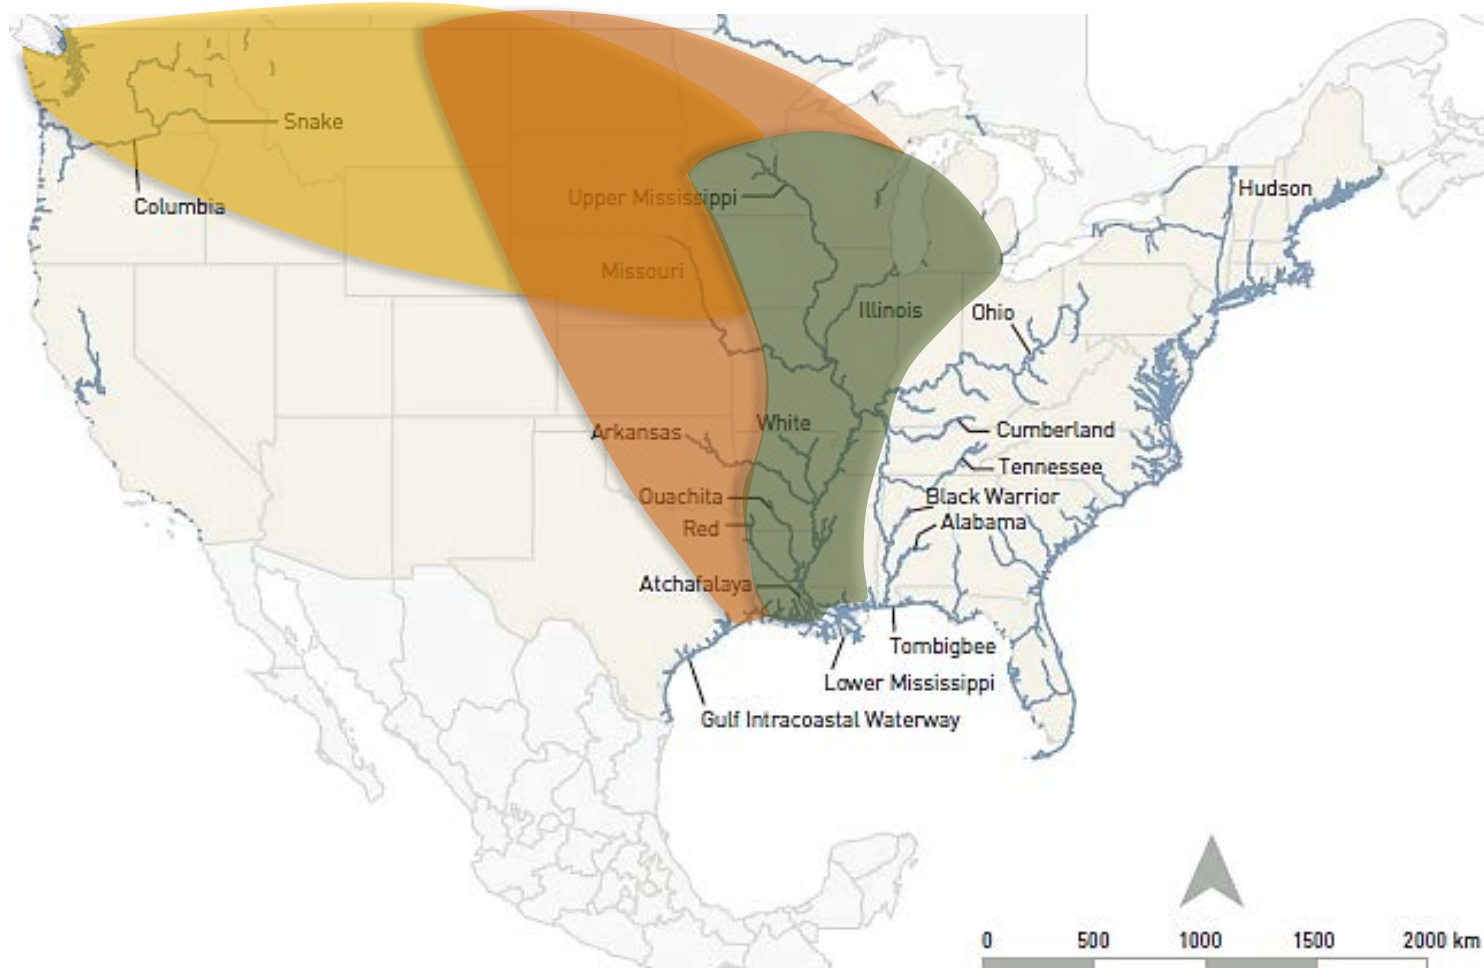 Snake
Hudson
Upper Mississippi
Columbia
Missouri
Illinois
Ohio
White
Arkansas
Cumberland
Tennessee
Ouachita
Black Warrior
Red
Alabama
Atchafalaya
Tombigbee
Lower Mississippi
Gulf Intracoastal Waterway
0 500 1000 1500 2000 km